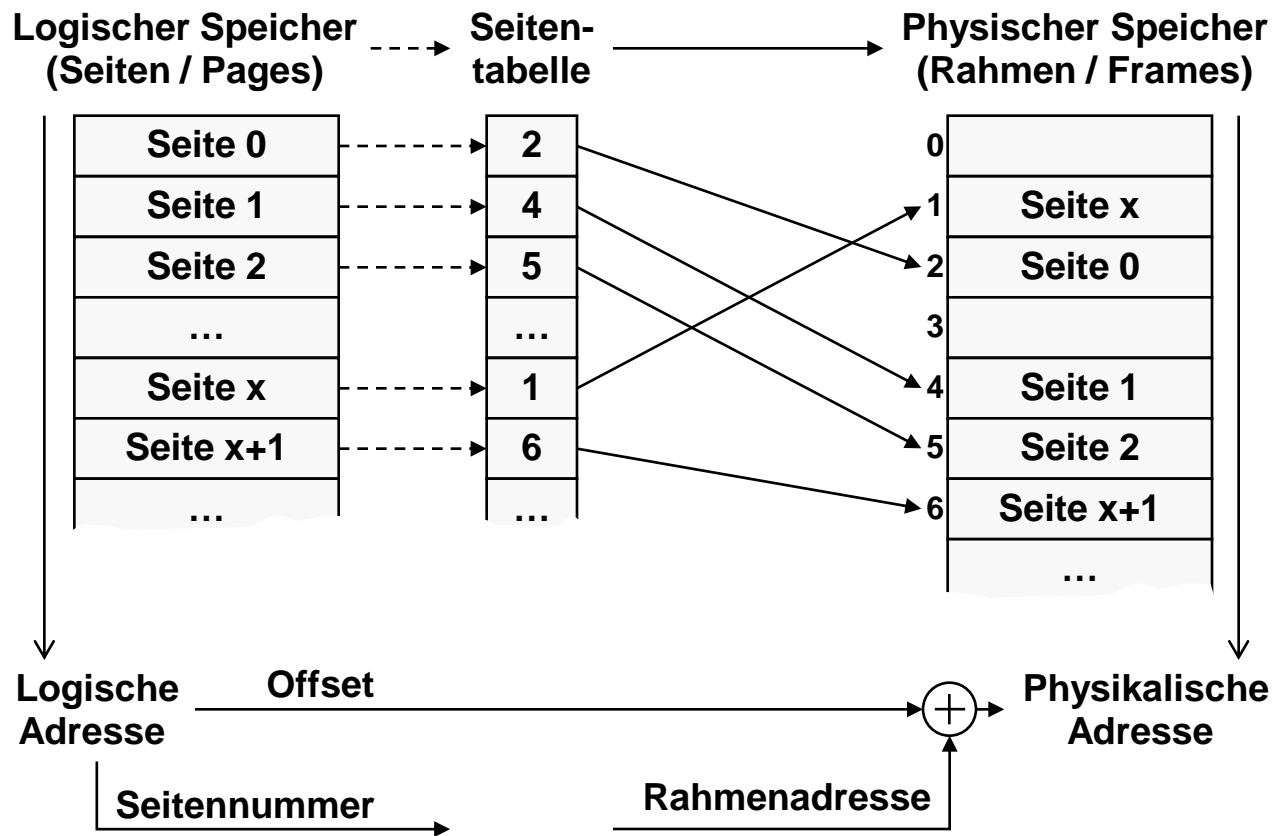 Logischer Speicher
(Seiten / Pages)
Seiten-
tabelle
Physischer Speicher
(Rahmen / Frames)
Seite 0
Seite 1
Seite 2
…
Seite x
Seite x+1
…
2
4
5
…
1
6
…
0
1 Seite x
2 Seite 0
3
4 Seite 1
5 Seite 2
6 Seite x+1
…
Logische
Adresse
Offset
Physikalische
Adresse
Seitennummer
Rahmenadresse